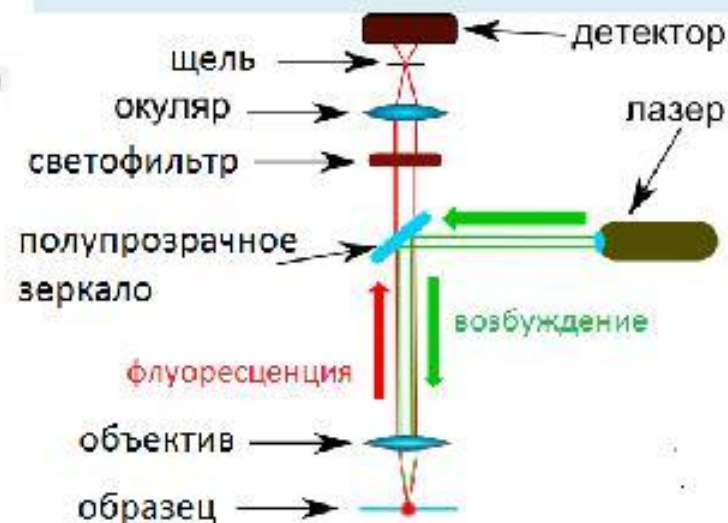 детектор
щель
окуляр
лазер
светофильтр
полупрозрачное
зеркало
возбуждение
флуоресценция
объектив
образец